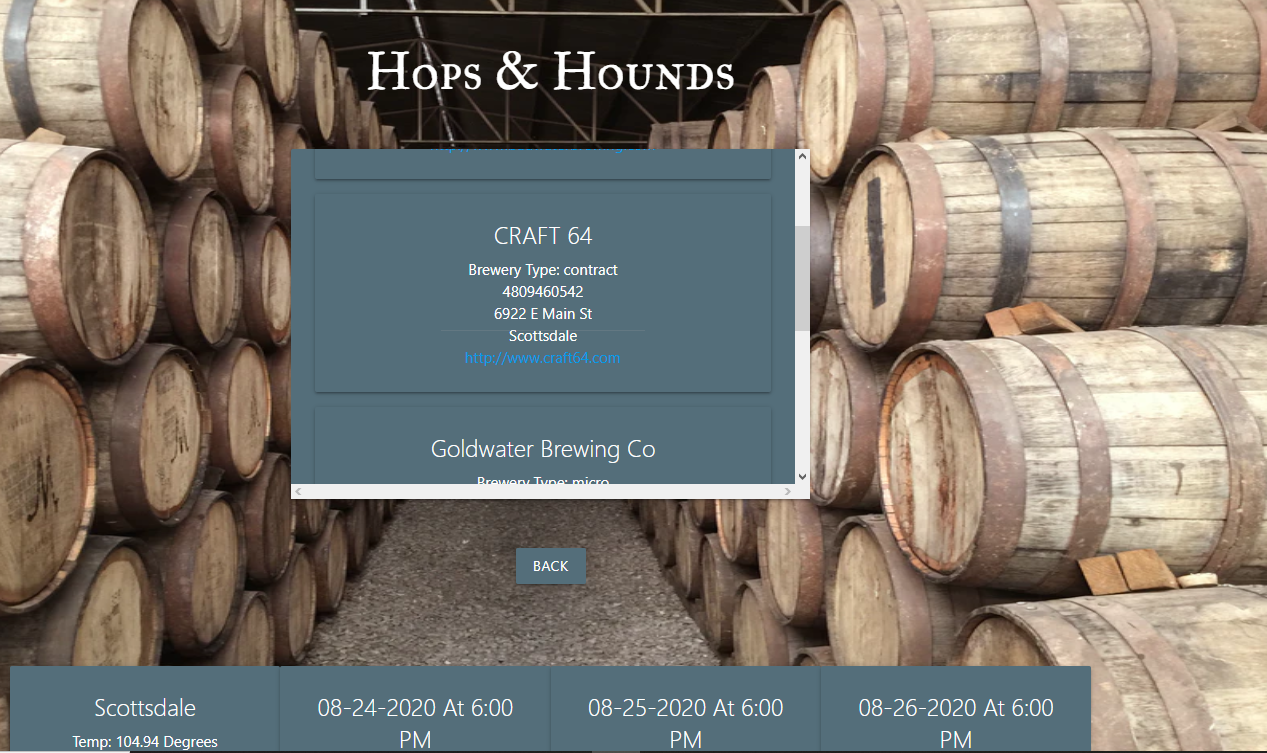 Hops & Hounds
CRAFT 64
Brewery Type: contract
4809460542
6922 E Main St
Scottsdale
http://www.craft64.com
Goldwater Brewing Co
Brewery Type: micro
BACK
Scottsdale
Temp: 104.94 Degrees
08-24-2020 At 6:00
PM
08-25-2020 At 6:00
PM
08-26-2020 At 6:00
PM